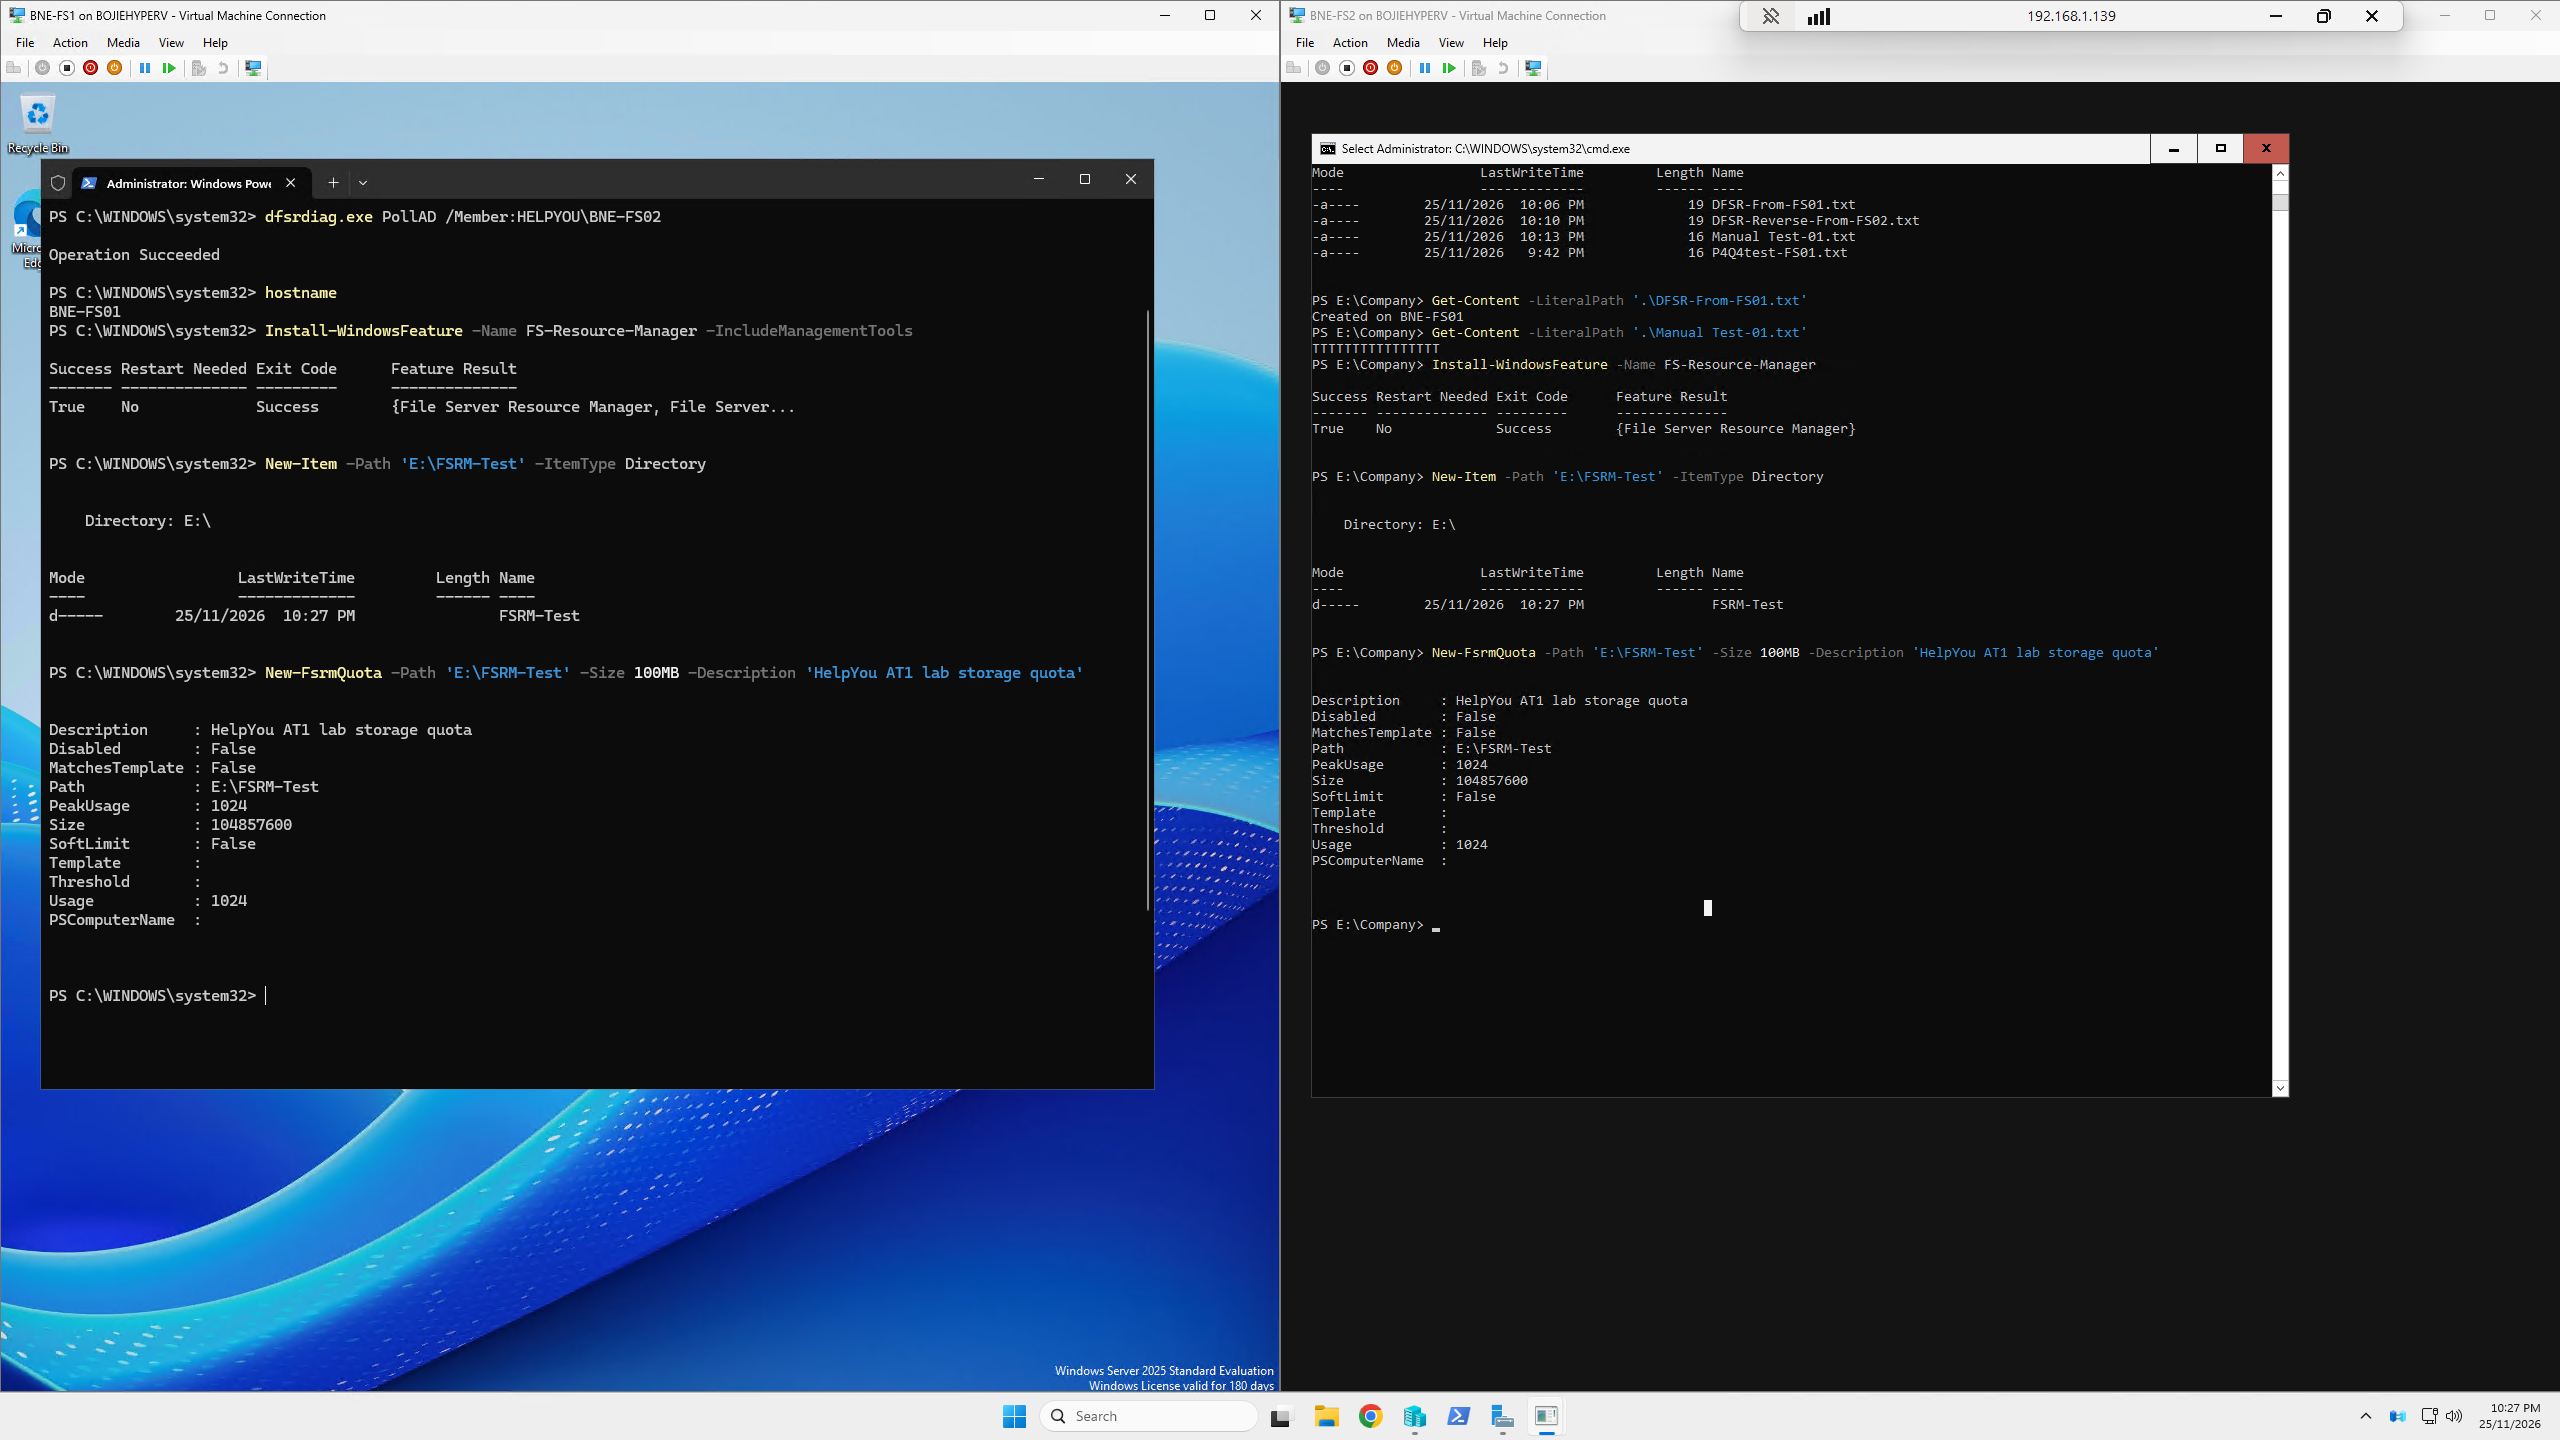 BNE-FS1 on BOJIEHYPERV - Virtual Machine Connection
File Action Media View Help
Recycle Bin
Micro
Ed
Administrator: Windows Powe
PS C:\WINDOWS\system32> dfsrdiag.exe PollAD /Member:HELPYOU\BNE-FS02
Operation Succeeded
PS C:\WINDOWS\system32> hostname
BNE-FS01
PS C:\WINDOWS\system32> Install-WindowsFeature -Name FS-Resource-Manager -IncludeManagementTools
Success Restart Needed Exit Code      Feature Result
------- -------------- ---------      --------------
True    No             Success        {File Server Resource Manager, File Server...
PS C:\WINDOWS\system32> New-Item -Path 'E:\FSRM-Test' -ItemType Directory
Directory: E:\
Mode                 LastWriteTime         Length Name
----                 -------------         ------ ----
d-----        25/11/2026  10:27 PM                FSRM-Test
PS C:\WINDOWS\system32> New-FsrmQuota -Path 'E:\FSRM-Test' -Size 100MB -Description 'HelpYou AT1 lab storage quota'
Description     : HelpYou AT1 lab storage quota
Disabled        : False
MatchesTemplate : False
Path            : E:\FSRM-Test
PeakUsage       : 1024
Size            : 104857600
SoftLimit       : False
Template        :
Threshold       :
Usage           : 1024
PSComputerName  :
PS C:\WINDOWS\system32>
Windows Server 2025 Standard Evaluation
Windows License valid for 180 days
BNE-FS2 on BOJIEHYPERV - Virtual Machine Connection
192.168.1.139
File Action Media View Help
Select Administrator: C:\WINDOWS\system32\cmd.exe
Mode                 LastWriteTime         Length Name
----                 -------------         ------ ----
-a----        25/11/2026  10:06 PM             19 DFSR-From-FS01.txt
-a----        25/11/2026  10:10 PM             19 DFSR-Reverse-From-FS02.txt
-a----        25/11/2026  10:13 PM             16 Manual Test-01.txt
-a----        25/11/2026   9:42 PM             16 P4Q4test-FS01.txt
PS E:\Company> Get-Content -LiteralPath '.\DFSR-From-FS01.txt'
Created on BNE-FS01
PS E:\Company> Get-Content -LiteralPath '.\Manual Test-01.txt'
TTTTTTTTTTTTTTTT
PS E:\Company> Install-WindowsFeature -Name FS-Resource-Manager
Success Restart Needed Exit Code      Feature Result
------- -------------- ---------      --------------
True    No             Success        {File Server Resource Manager}
PS E:\Company> New-Item -Path 'E:\FSRM-Test' -ItemType Directory
Directory: E:\
Mode                 LastWriteTime         Length Name
----                 -------------         ------ ----
d-----        25/11/2026  10:27 PM                FSRM-Test
PS E:\Company> New-FsrmQuota -Path 'E:\FSRM-Test' -Size 100MB -Description 'HelpYou AT1 lab storage quota'
Description     : HelpYou AT1 lab storage quota
Disabled        : False
MatchesTemplate : False
Path            : E:\FSRM-Test
PeakUsage       : 1024
Size            : 104857600
SoftLimit       : False
Template        :
Threshold       :
Usage           : 1024
PSComputerName  :
PS E:\Company>
Search
10:27 PM
25/11/2026